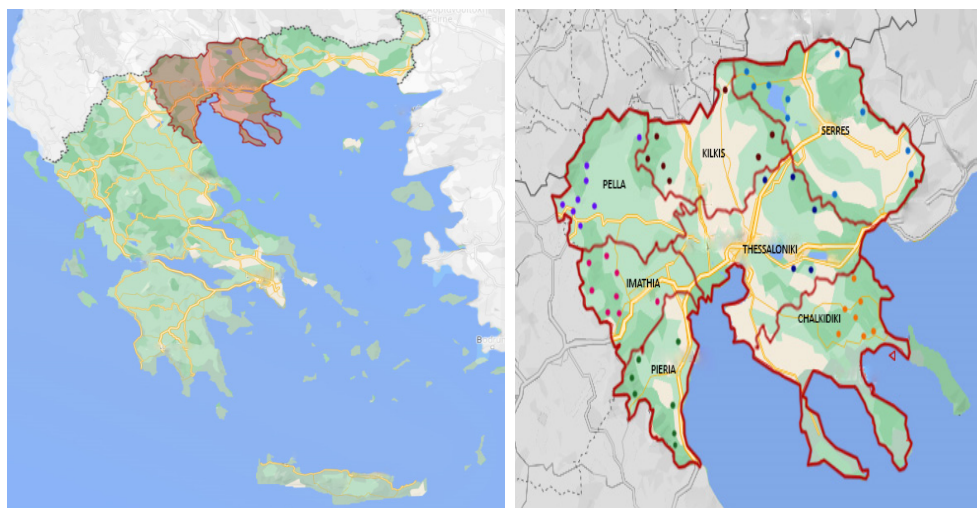 SERRES
KILKIS
PELLA
THESSALONIKI
IMATHIA
CHALKIDIKI
PIERIA